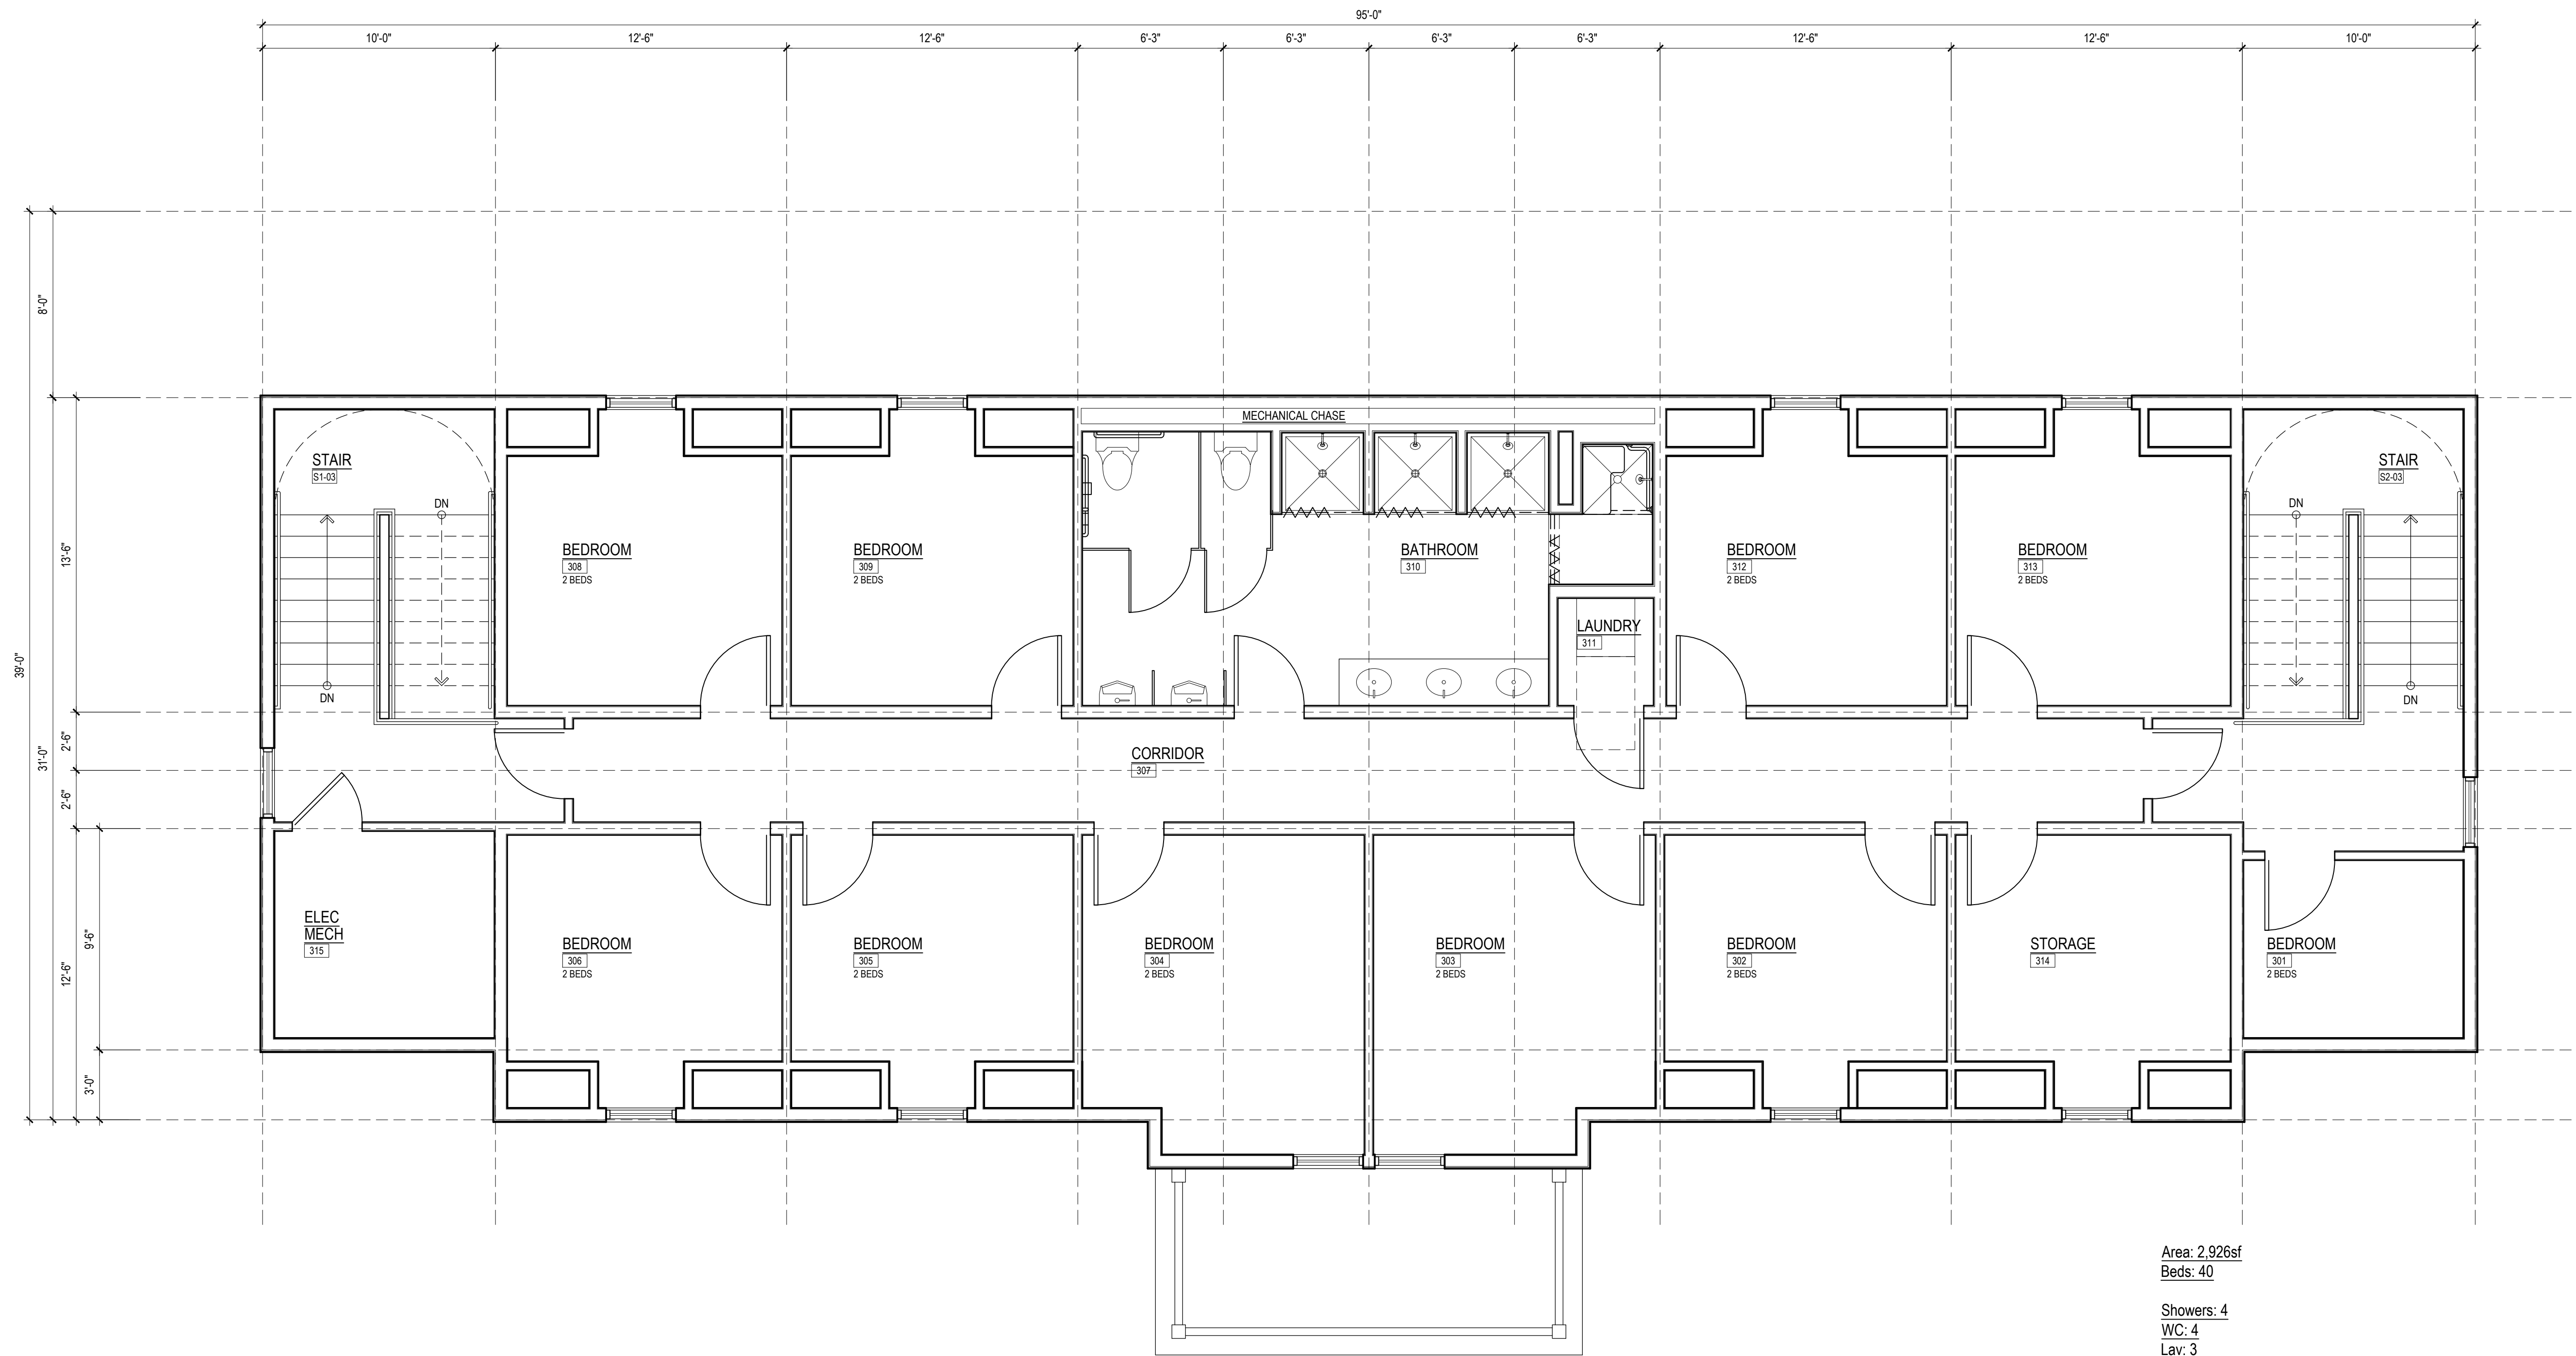 95'-0"
10'-0" 12'-6" 12'-6" 6'-3" 6'-3" 6'-3" 6'-3" 12'-6" 12'-6" 10'-0"
8'-0"
39'-0"
31'-0"
13'-6"
2'-6"
2'-6"
12'-6"
9'-6"
3'-0"
MECHANICAL CHASE
STAIR
S1-03
DN
DN
BEDROOM
308
2 BEDS
BEDROOM
309
2 BEDS
BATHROOM
310
LAUNDRY
311
BEDROOM
312
2 BEDS
BEDROOM
313
2 BEDS
STAIR
S2-03
DN
DN
CORRIDOR
307
ELEC
MECH
315
BEDROOM
306
2 BEDS
BEDROOM
305
2 BEDS
BEDROOM
304
2 BEDS
BEDROOM
303
2 BEDS
BEDROOM
302
2 BEDS
STORAGE
314
BEDROOM
301
2 BEDS
Area: 2,926sf
Beds: 40
Showers: 4
WC: 4
Lav: 3